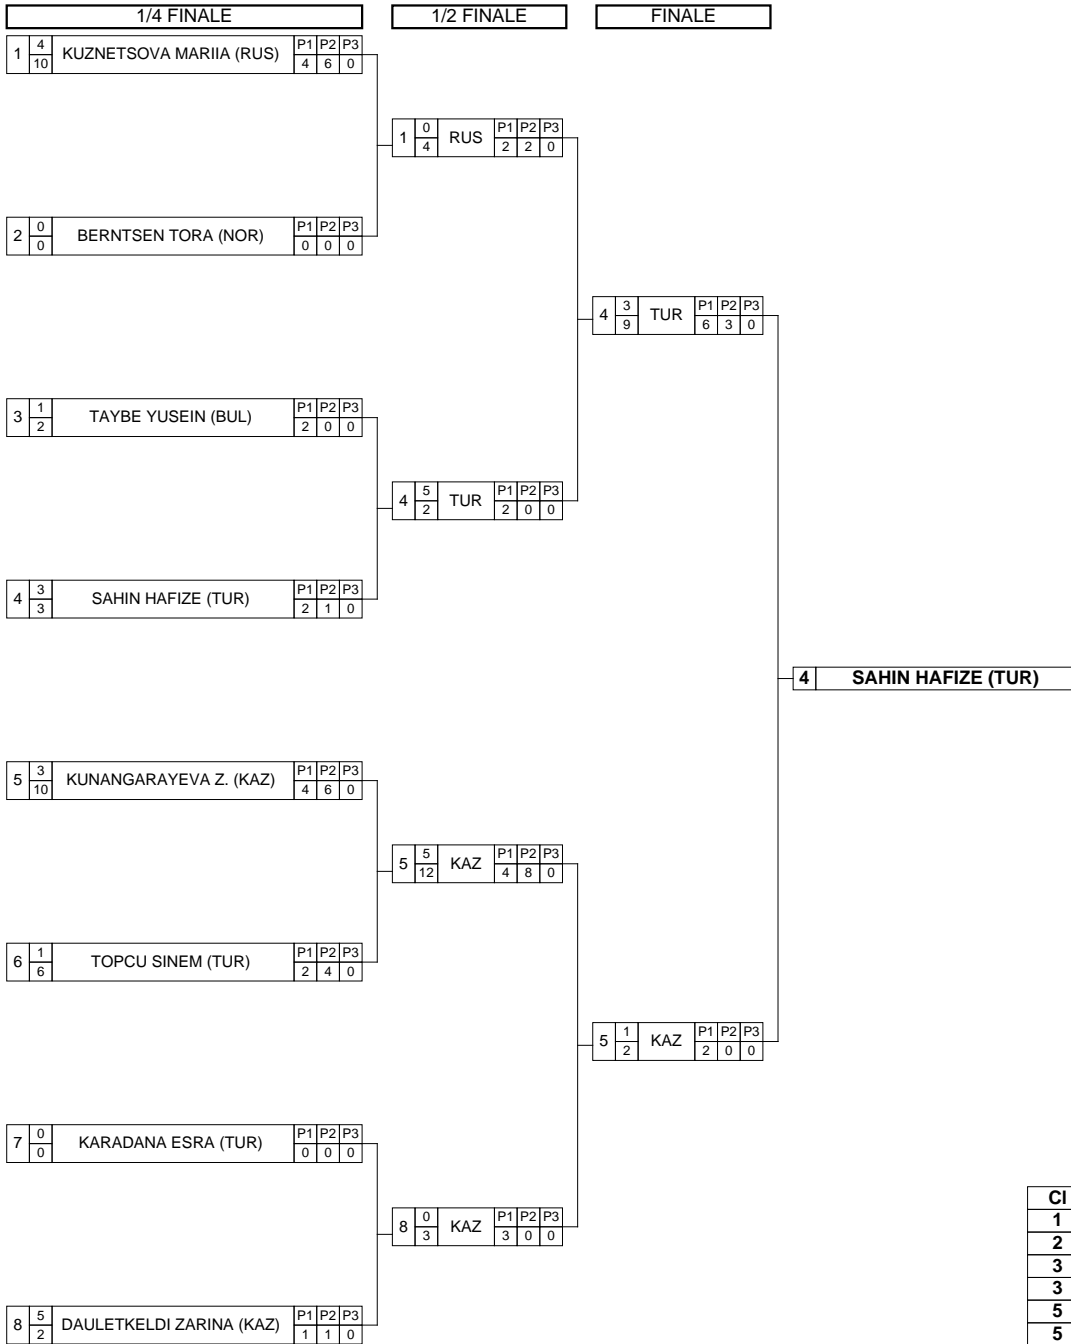 1/4 FINALE 1/2 FINALE FINALE
1 4 10 KUZNETSOVA MARIIA (RUS) P1 P2 P3 4 6 0
1 0 4 RUS P1 P2 P3 2 2 0
2 0 0 BERNTSEN TORA (NOR) P1 P2 P3 0 0 0
4 3 9 TUR P1 P2 P3 6 3 0
3 1 2 TAYBE YUSEIN (BUL) P1 P2 P3 2 0 0
4 5 2 TUR P1 P2 P3 2 0 0
4 3 3 SAHIN HAFIZE (TUR) P1 P2 P3 2 1 0
4 SAHIN HAFIZE (TUR)
5 3 10 KUNANGARAYEVA Z. (KAZ) P1 P2 P3 4 6 0
5 5 12 KAZ P1 P2 P3 4 8 0
6 1 6 TOPCU SINEM (TUR) P1 P2 P3 2 4 0
5 1 2 KAZ P1 P2 P3 2 0 0
7 0 0 KARADANA ESRA (TUR) P1 P2 P3 0 0 0
8 0 3 KAZ P1 P2 P3 3 0 0
8 5 2 DAULETKELDI ZARINA (KAZ) P1 P2 P3 1 1 0
Cl
1
2
3
3
5
5